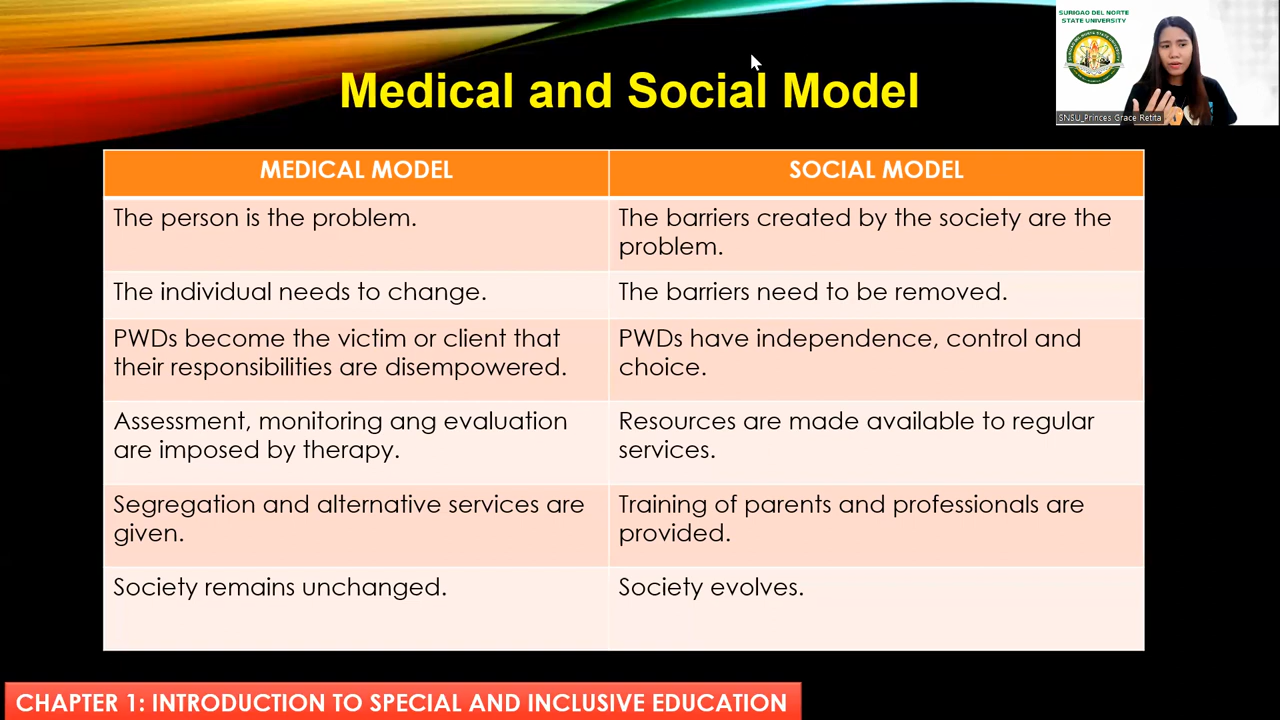 SURIGAO DEL NORTE
STATE UNIVERSITY
SNSU_Princes Grace Retita
Medical and Social Model
MEDICAL MODEL
SOCIAL MODEL
The person is the problem.
The barriers created by the society are the
problem.
The individual needs to change.
The barriers need to be removed.
PWDs become the victim or client that
their responsibilities are disempowered.
PWDs have independence, control and
choice.
Assessment, monitoring ang evaluation
are imposed by therapy.
Resources are made available to regular
services.
Segregation and alternative services are
given.
Training of parents and professionals are
provided.
Society remains unchanged.
Society evolves.
CHAPTER 1: INTRODUCTION TO SPECIAL AND INCLUSIVE EDUCATION